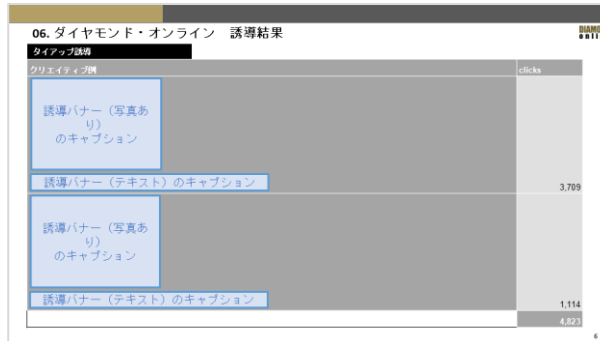 06. ダイヤモンド・オンライン 誘導結果
DIAMO
onli
タイアップ誘導
クリエイティブ例
clicks
誘導バナー（写真あ
り）
のキャプション
誘導バナー（テキスト）のキャプション
3,709
誘導バナー（写真あ
り）
のキャプション
誘導バナー（テキスト）のキャプション
1,114
4,823
6